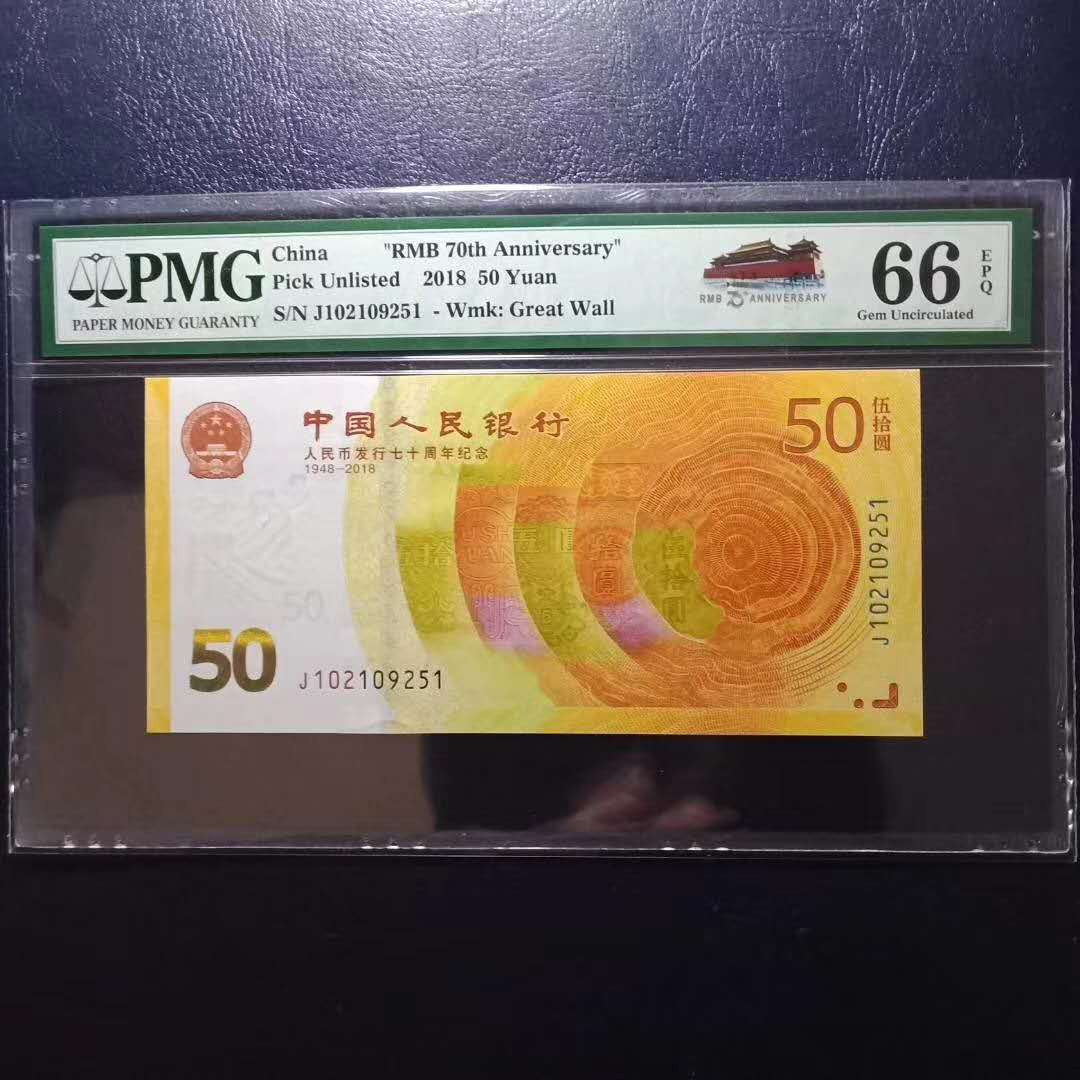 PMG
PAPER MONEY GUARANTY
China "RMB 70th Anniversary"
Pick Unlisted 2018 50 Yuan
S/N J102109251 - Wmk: Great Wall
RMB 70th ANNIVERSARY
66
EPQ
Gem Uncirculated
中国人民银行
人民币发行七十周年纪念
1948-2018
50
伍拾圆
50
50
J102109251
J102109251